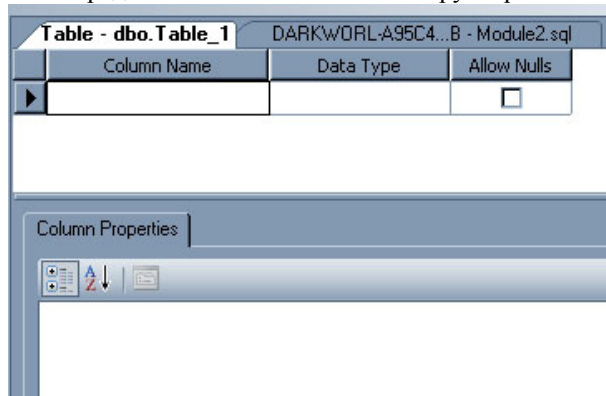 Table - dbo.Table_1 DARKWORL-A95C4...B - Module2.sql
Column Name Data Type Allow Nulls
Column Properties